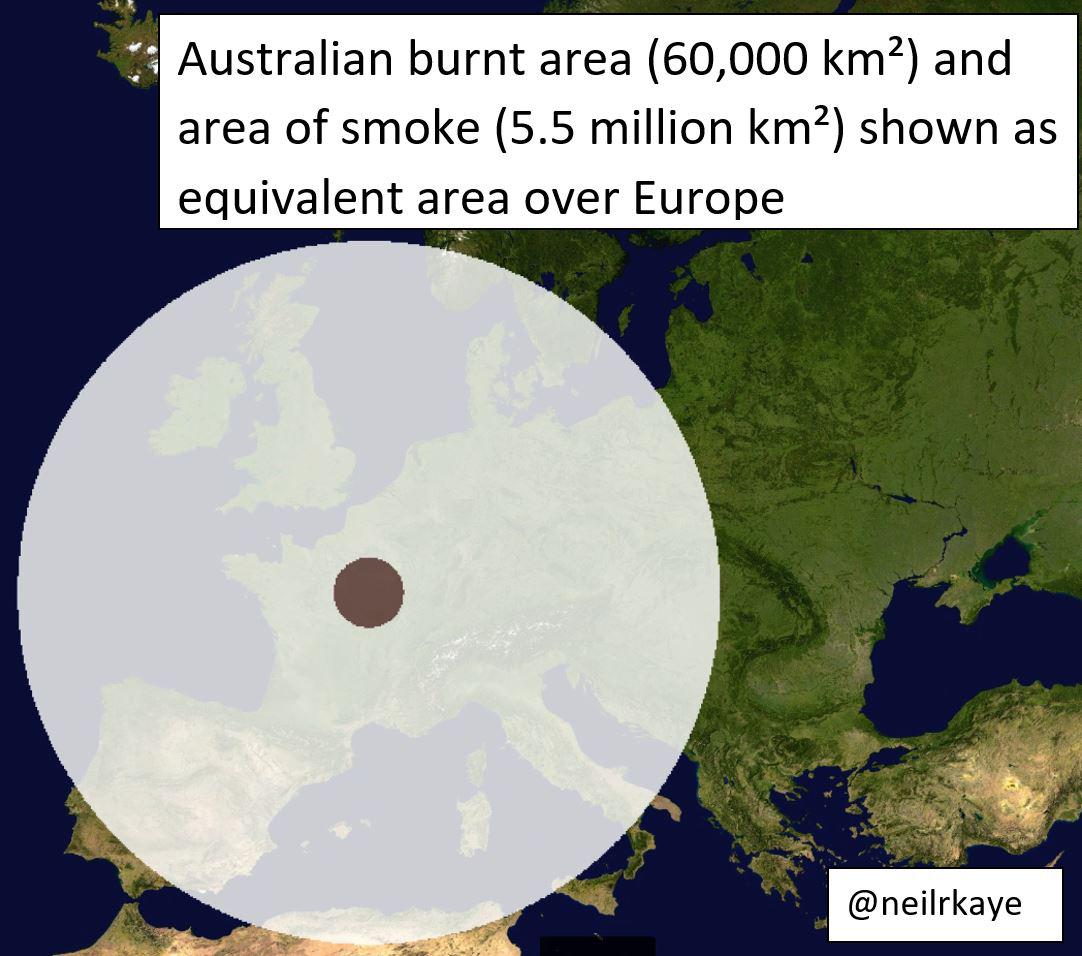 Australian burnt area (60,000 km²) and
area of smoke (5.5 million km²) shown as
equivalent area over Europe
@neilrkaye